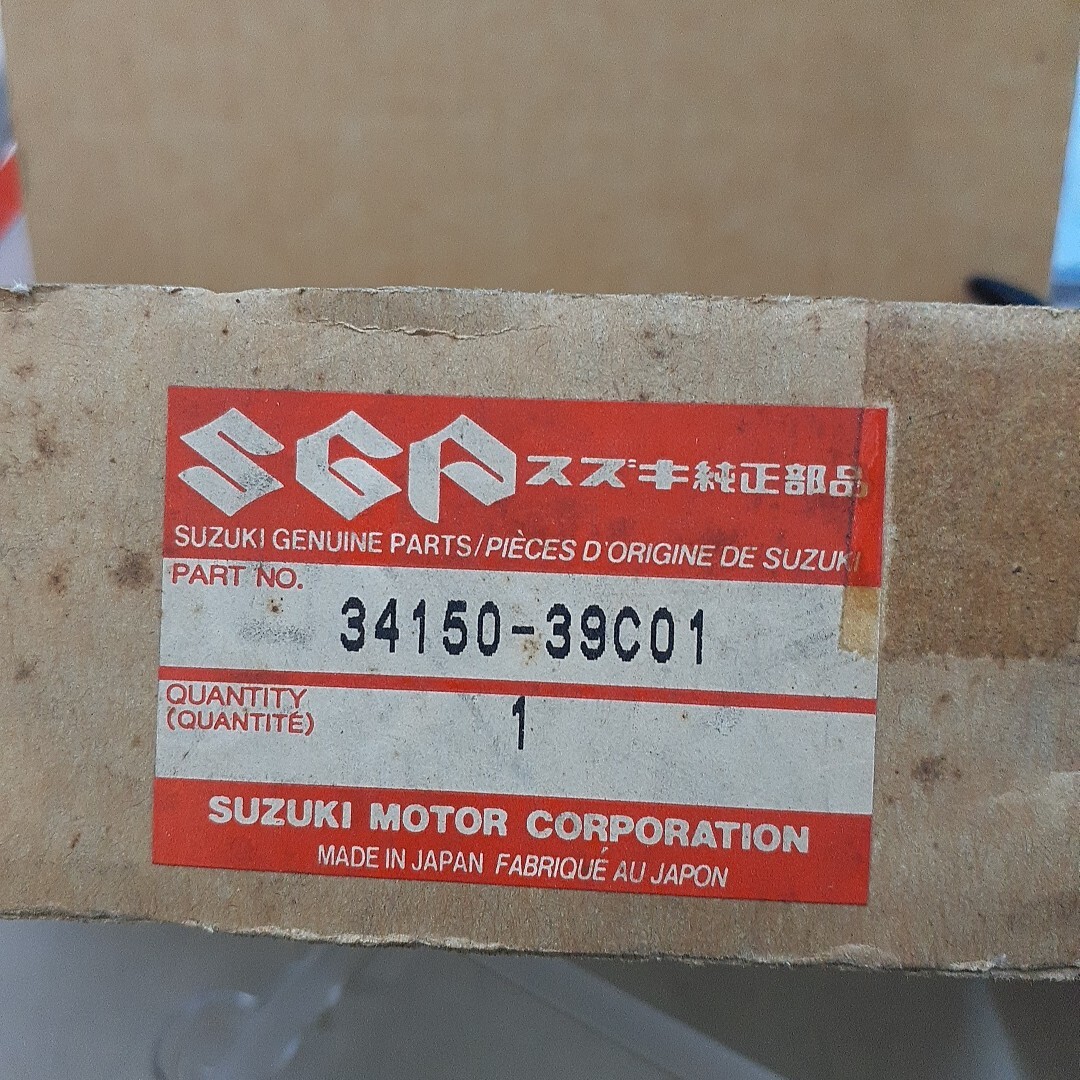 SGP スズキ純正部品
SUZUKI GENUINE PARTS/PIÈCES D'ORIGINE DE SUZUKI
PART NO.
34150-39C01
QUANTITY
(QUANTITÉ)
1
SUZUKI MOTOR CORPORATION
MADE IN JAPAN FABRIQUÉ AU JAPON